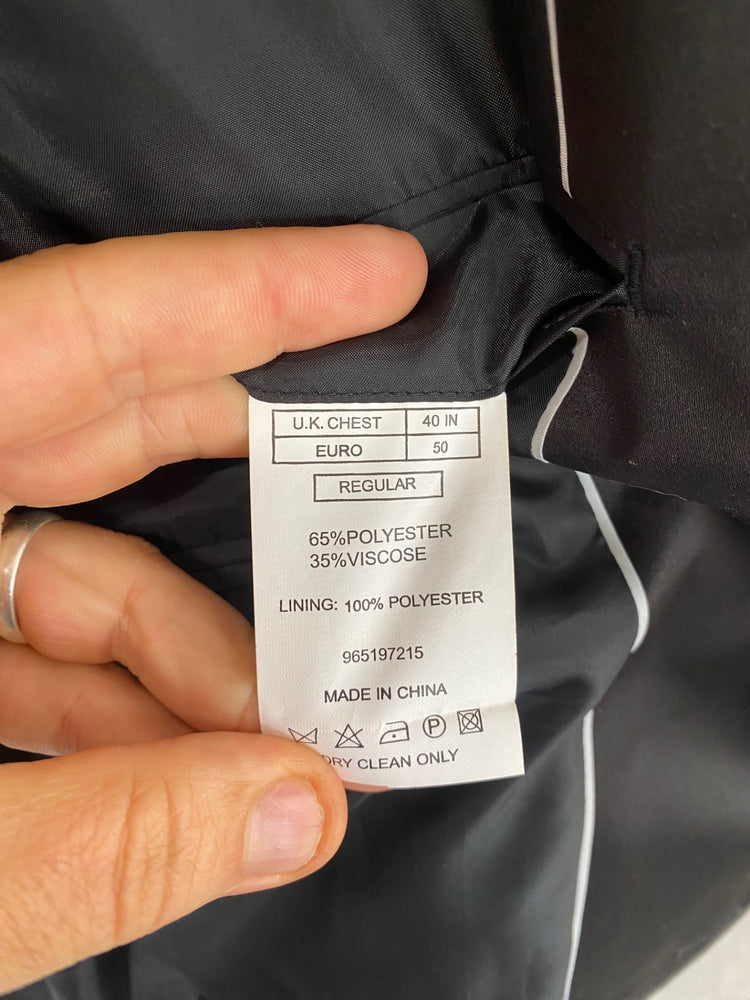 U.K. CHEST 40 IN
EURO 50
REGULAR
65%POLYESTER
35%VISCOSE
LINING: 100% POLYESTER
965197215
MADE IN CHINA
P
DRY CLEAN ONLY